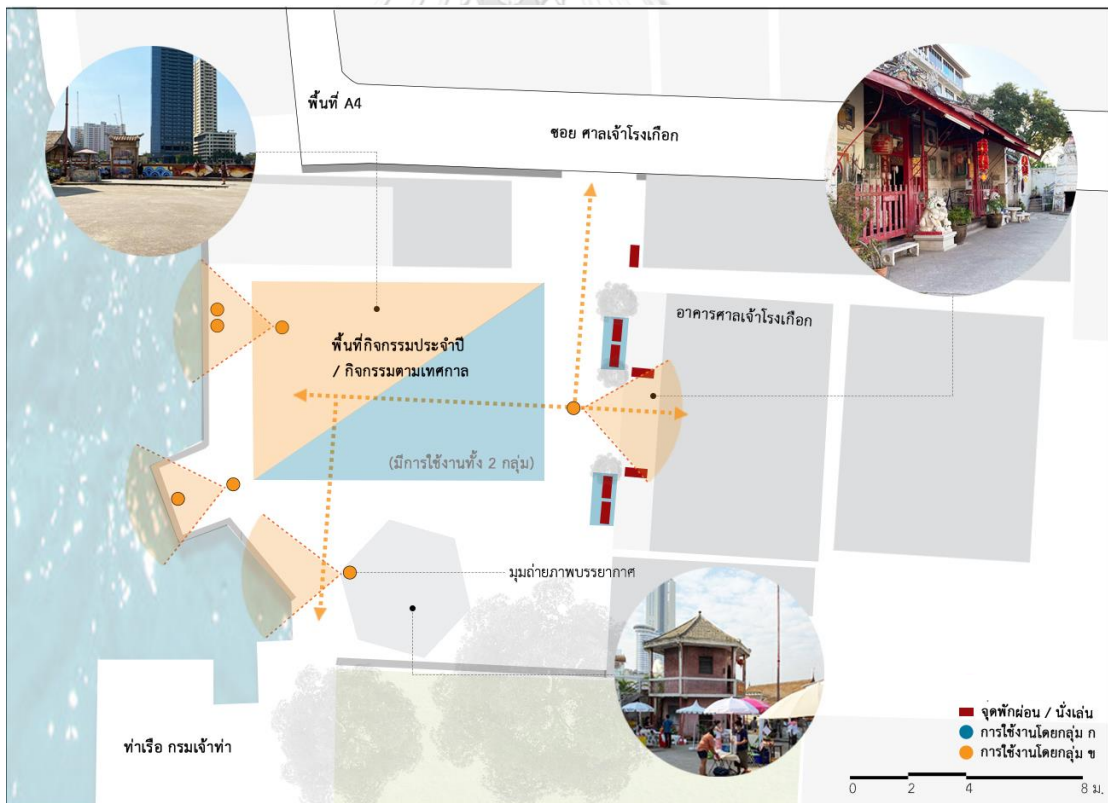 พื้นที่ A4
ซอย ศาลเจ้าโรงเกือก
อาคารศาลเจ้าโรงเกือก
พื้นที่กิจกรรมประจำปี
/ กิจกรรมตามเทศกาล
(มีการใช้งานทั้ง 2 กลุ่ม)
มุมถ่ายภาพบรรยากาศ
ท่าเรือ กรมเจ้าท่า
จุดพักผ่อน / นั่งเล่น
การใช้งานโดยกลุ่ม ก
การใช้งานโดยกลุ่ม ข
0 2 4 8 ม.